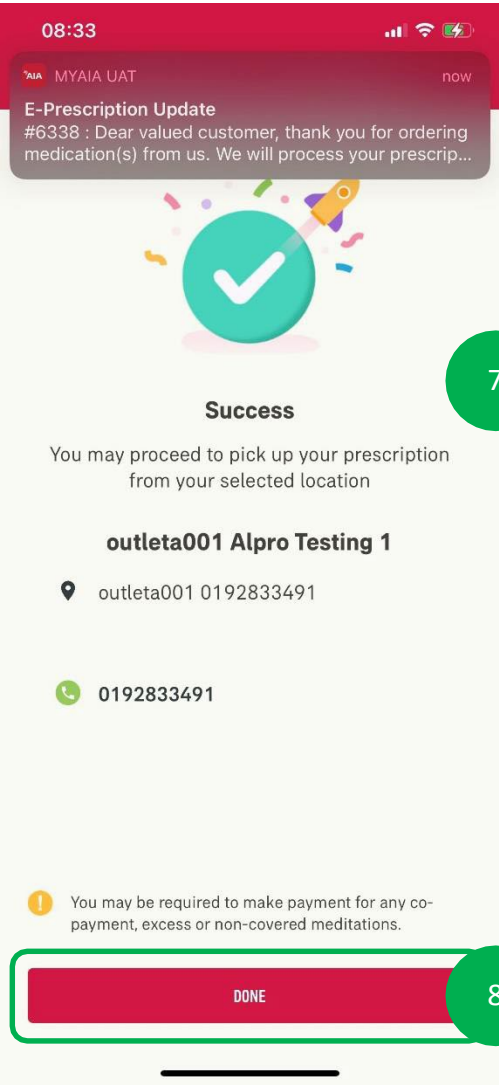 08:33
AIA MYAIA UAT now
E-Prescription Update
#6338 : Dear valued customer, thank you for ordering
medication(s) from us. We will process your prescrip...
7
Success
You may proceed to pick up your prescription
from your selected location
outleta001 Alpro Testing 1
outleta001 0192833491
0192833491
! You may be required to make payment for any co-
payment, excess or non-covered meditations.
DONE
8